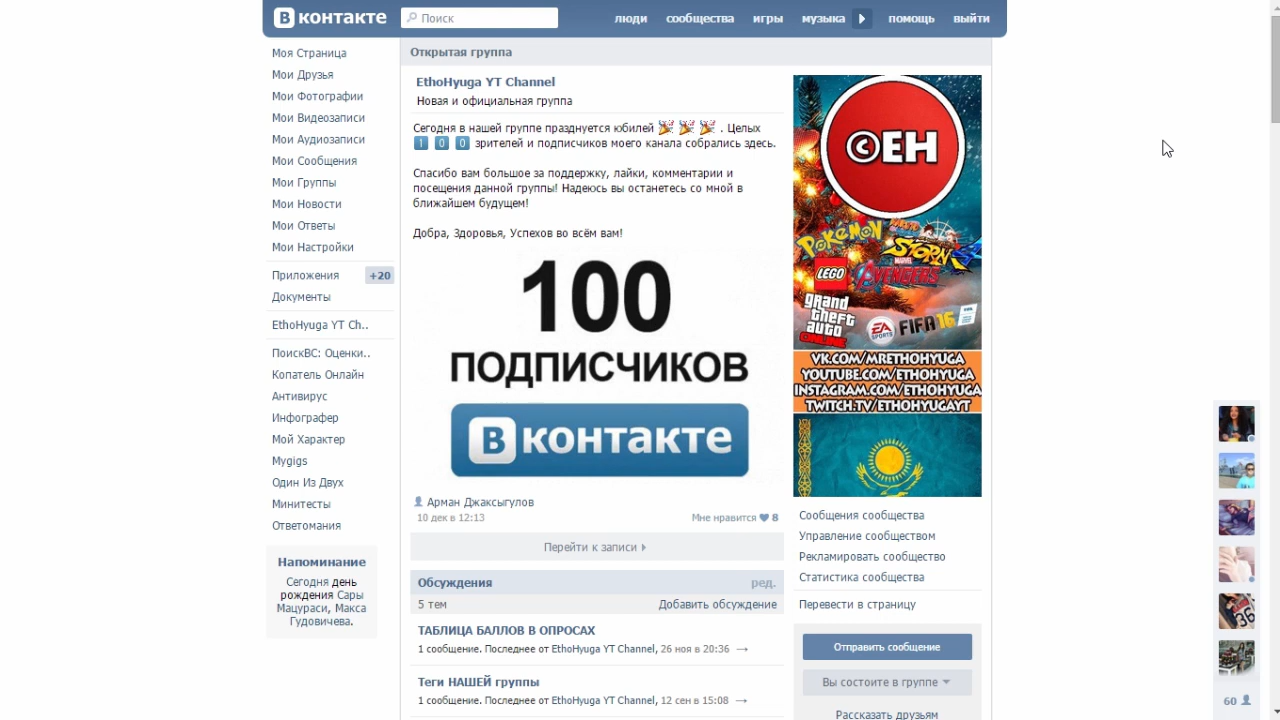 В контакте
Поиск
люди сообщества игры музыка помощь выйти
Моя Страница
Мои Друзья
Мои Фотографии
Мои Видеозаписи
Мои Аудиозаписи
Мои Сообщения
Мои Группы
Мои Новости
Мои Ответы
Мои Настройки
Приложения +20
Документы
EthoHyuga YT Ch..
ПоискВС: Оценки..
Копатель Онлайн
Антивирус
Инфографер
Мой Характер
Mygigs
Один Из Двух
Минитесты
Ответомания
Напоминание
Сегодня день
рождения Сары
Мацураси, Макса
Гудовичева.
Открытая группа
EthoHyuga YT Channel
Новая и официальная группа
Сегодня в нашей группе празднуется юбилей 🎉 🎉 🎉 . Целых
1 0 0 зрителей и подписчиков моего канала собрались здесь.
Спасибо вам большое за поддержку, лайки, комментарии и
посещения данной группы! Надеюсь вы останетесь со мной в
ближайшем будущем!
Добра, Здоровья, Успехов во всём вам!
100
ПОДПИСЧИКОВ
В контакте
Арман Джаксыгулов
10 дек в 12:13 Мне нравится 8
Перейти к записи
Обсуждения ред.
5 тем Добавить обсуждение
ТАБЛИЦА БАЛЛОВ В ОПРОСАХ
1 сообщение. Последнее от EthoHyuga YT Channel, 26 ноя в 20:36 →
Теги НАШЕЙ группы
1 сообщение. Последнее от EthoHyuga YT Channel, 12 сен в 15:08 →
©EH
POKéMON
NARUTO
STORM
LEGO
MARVEL
AVENGERS
grand
theft
auto
ONLINE
EA
SPORTS
FIFA 16
VK.COM/MRETHOHYUGA
YOUTUBE.COM/ETHOHYUGA
INSTAGRAM.COM/ETHOHYUGA
TWITCH.TV/ETHOHYUGAYT
Сообщения сообщества
Управление сообществом
Рекламировать сообщество
Статистика сообщества
Перевести в страницу
Отправить сообщение
Вы состоите в группе
Рассказать друзьям
36
60